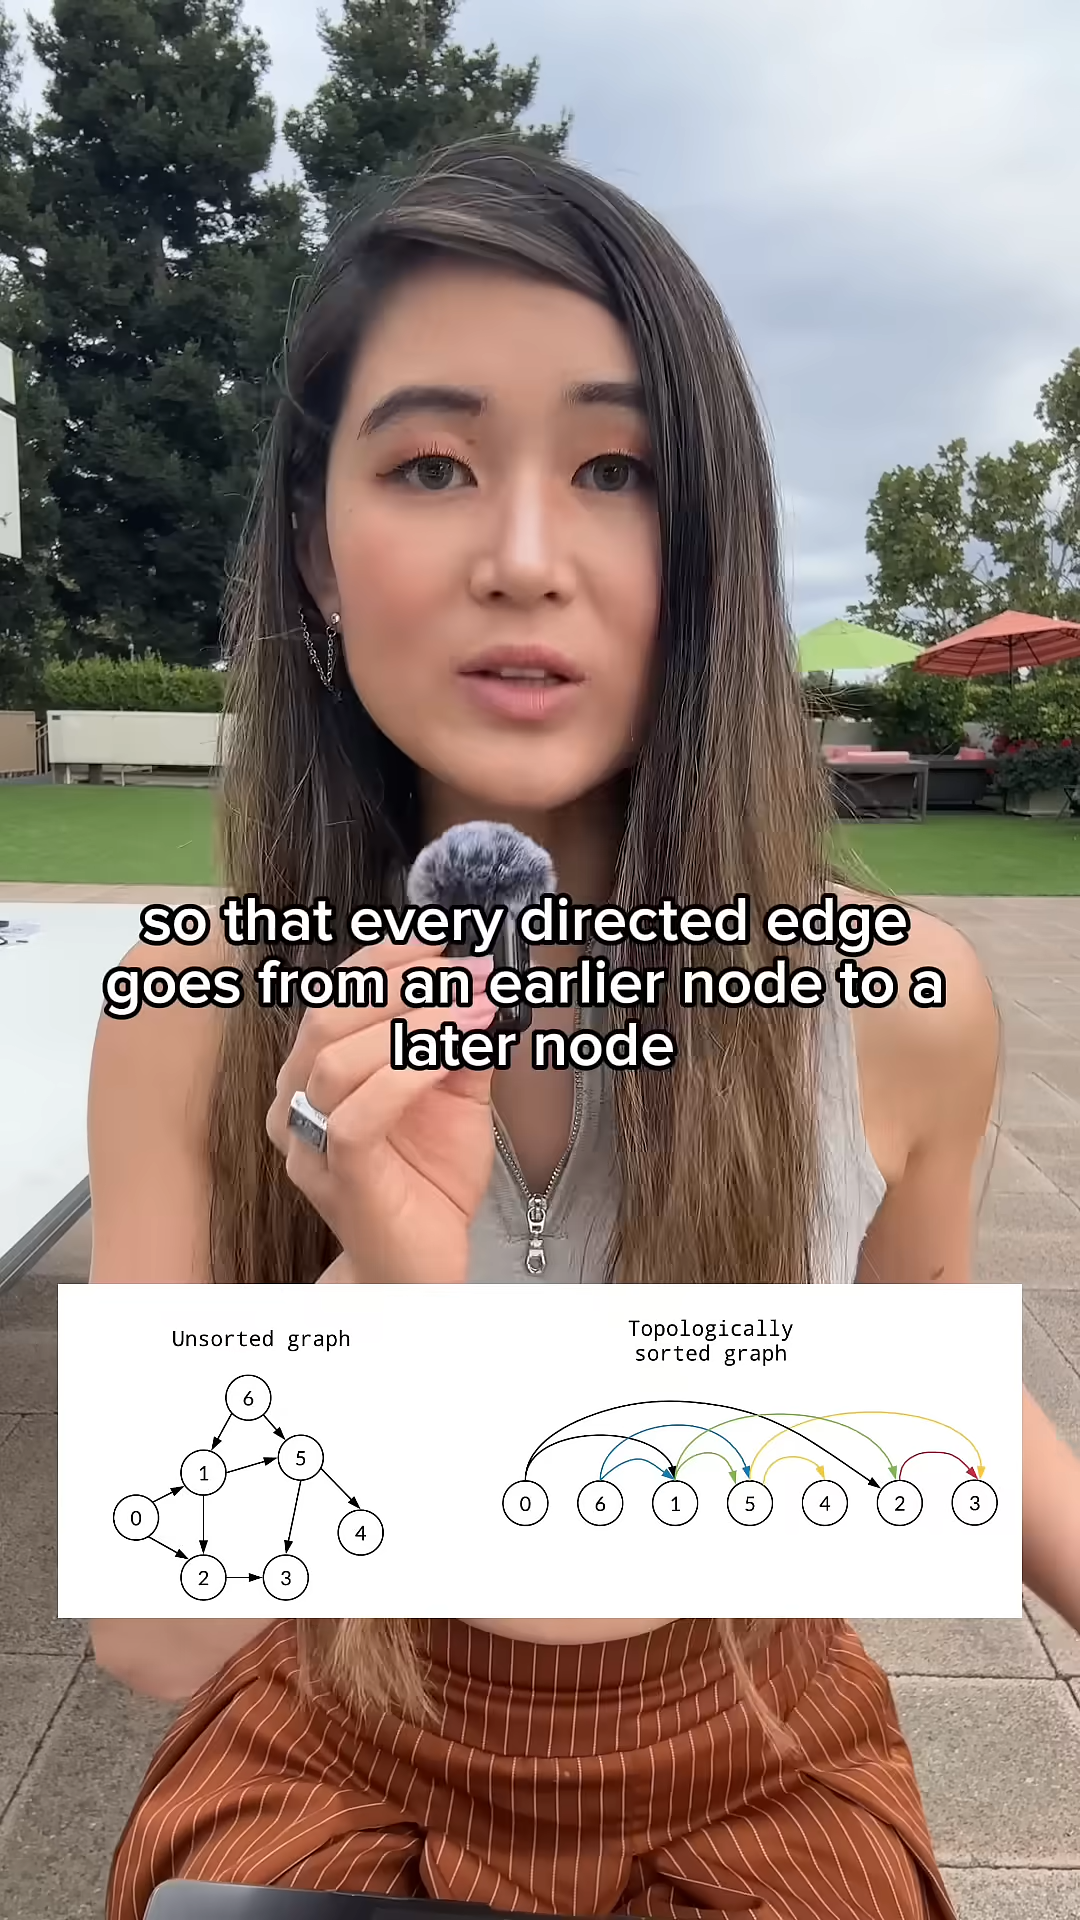 so that every directed edge
goes from an earlier node to a
later node
Unsorted graph
6
1
5
0
4
2
3
Topologically
sorted graph
0
6
1
5
4
2
3